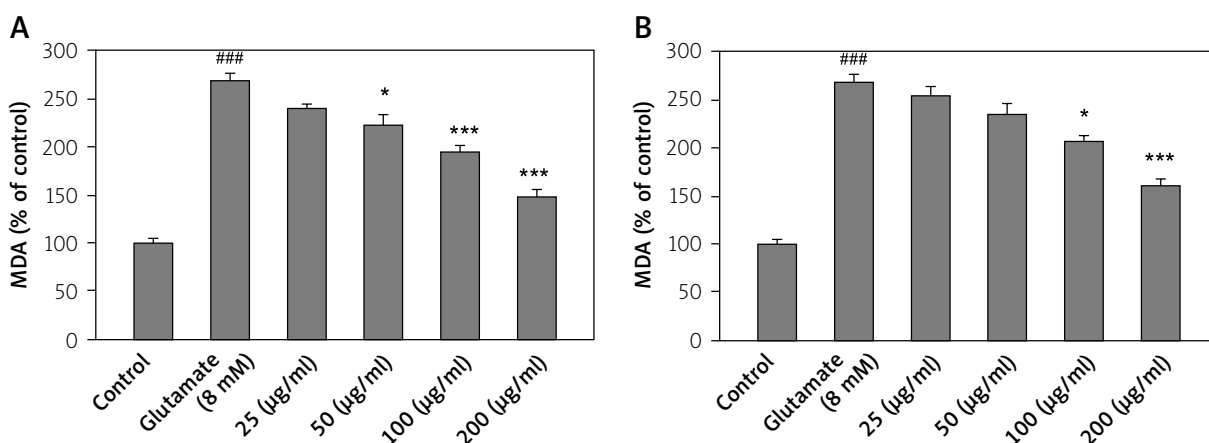 A
MDA (% of control)
300
250
200
150
100
50
0
###
*
***
***
Control
Glutamate
(8 mM)
25 (µg/ml)
50 (µg/ml)
100 (µg/ml)
200 (µg/ml)
B
MDA (% of control)
300
250
200
150
100
50
0
###
*
***
Control
Glutamate
(8 mM)
25 (µg/ml)
50 (µg/ml)
100 (µg/ml)
200 (µg/ml)